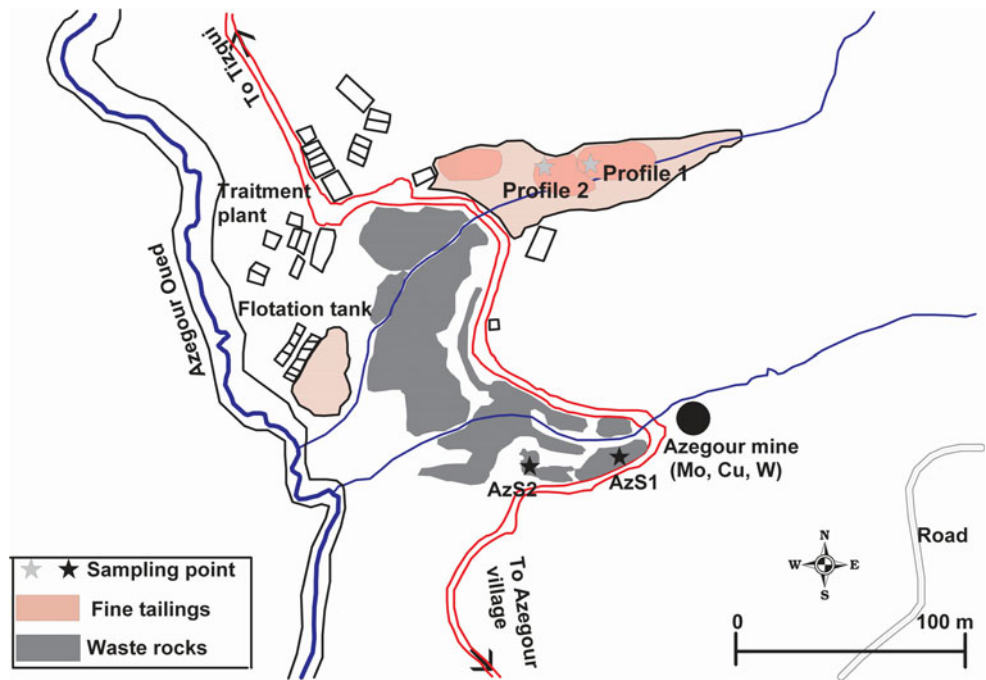 To Tizgui
Traitment
plant
Profile 2
Profile 1
Azegour Oued
Flotation tank
Azegour mine
(Mo, Cu, W)
AzS2
AzS1
To Azegour
village
Road
N
W E
S
0 100 m
Sampling point
Fine tailings
Waste rocks